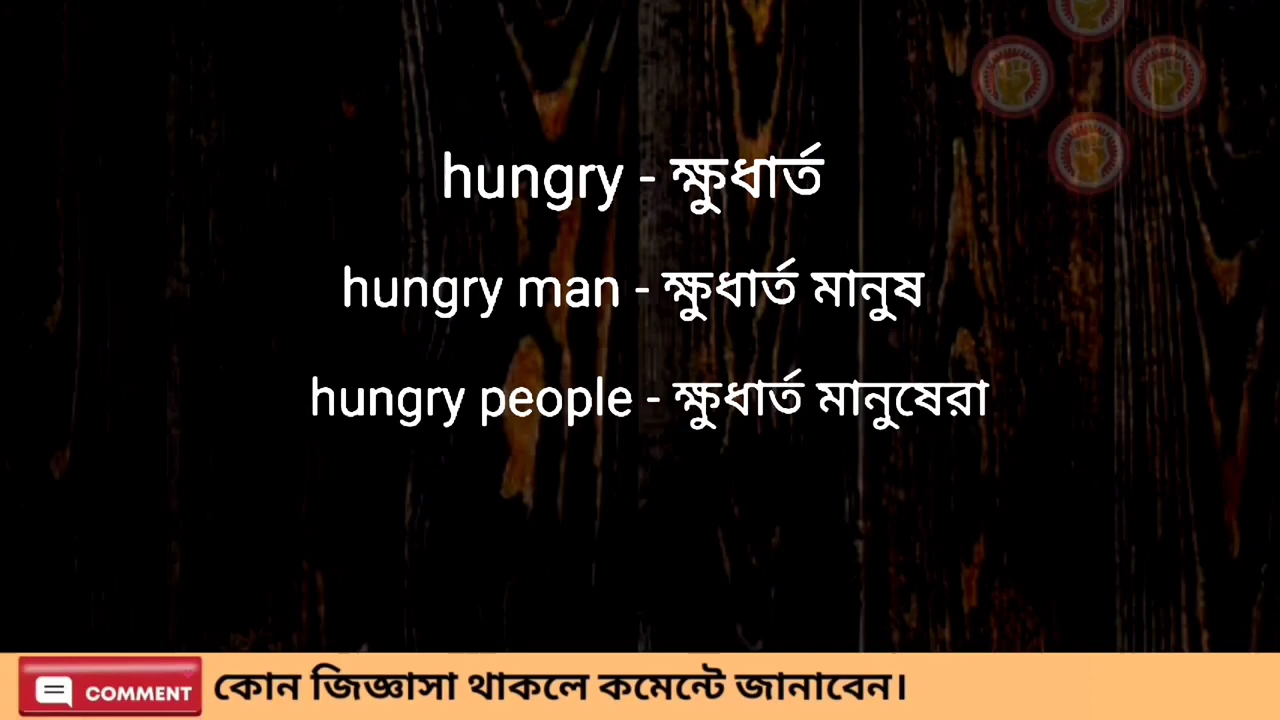 hungry - ক্ষুধার্ত
hungry man - ক্ষুধার্ত মানুষ
hungry people - ক্ষুধার্ত মানুষেরা
COMMENT কোন জিজ্ঞাসা থাকলে কমেন্টে জানাবেন।